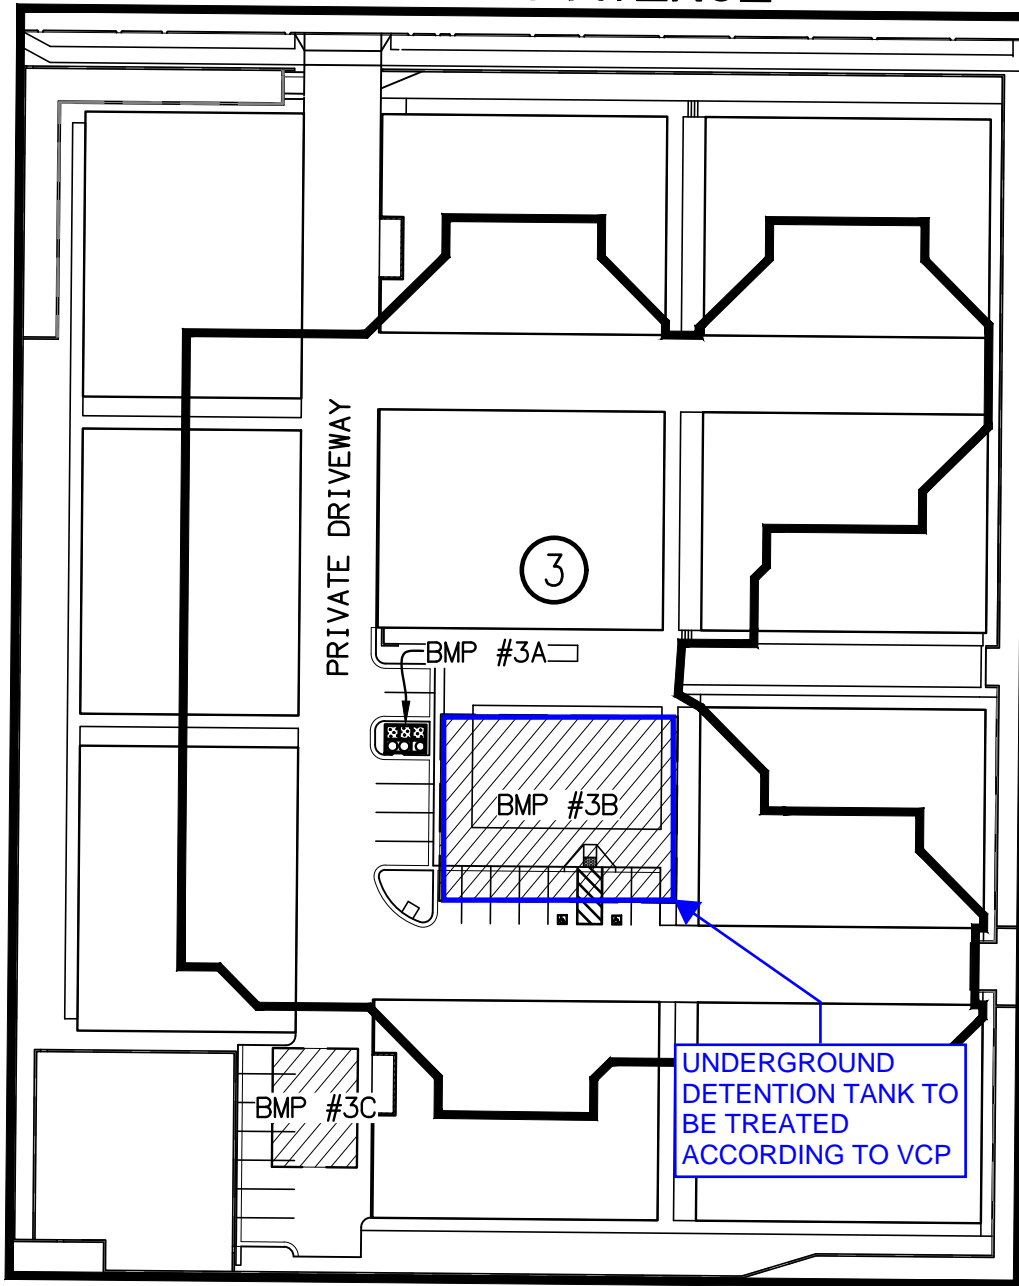 PRIVATE DRIVEWAY
3
BMP #3A
BMP #3B
BMP #3C
UNDERGROUND
DETENTION TANK TO
BE TREATED
ACCORDING TO VCP